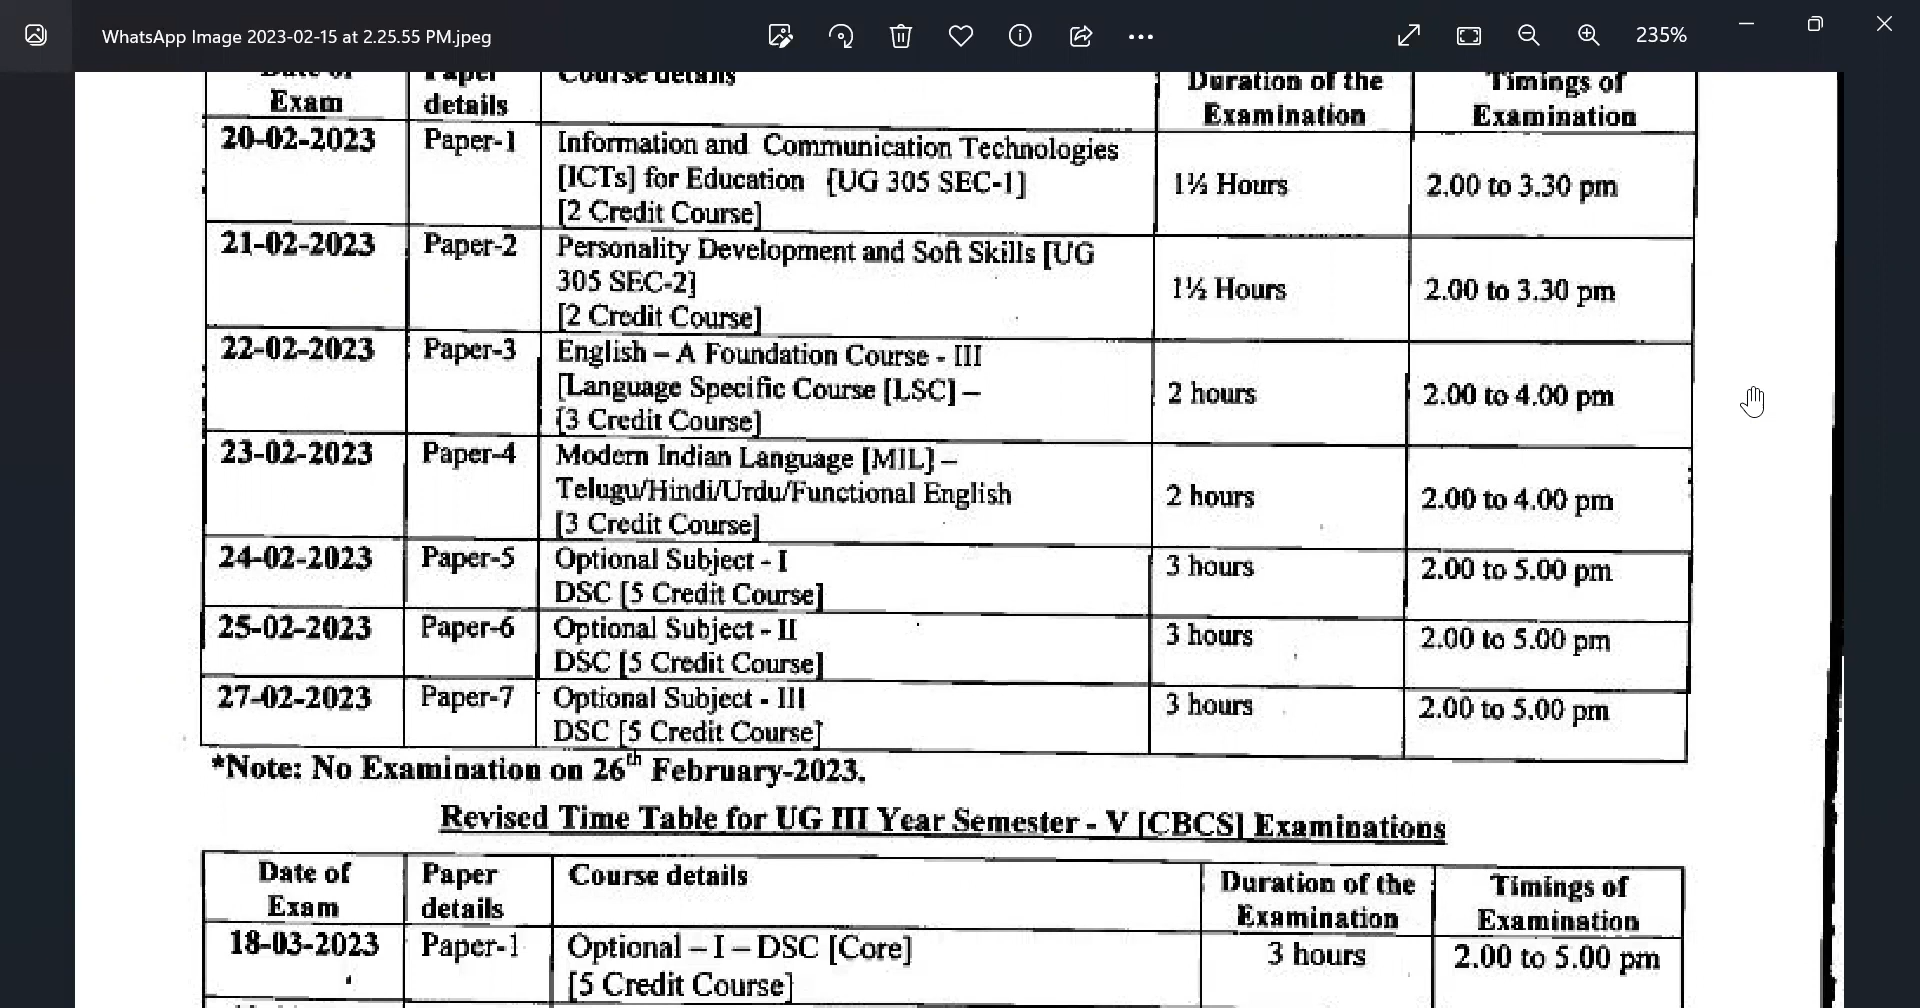 WhatsApp Image 2023-02-15 at 2.25.55 PM.jpeg
235%
Date of Exam | Paper details | Course details | Duration of the Examination | Timings of Examination
20-02-2023 | Paper-1 | Information and Communication Technologies | 1½ Hours | 2.00 to 3.30 pm
[ICTs] for Education [UG 305 SEC-1]
[2 Credit Course]
21-02-2023 | Paper-2 | Personality Development and Soft Skills [UG | 1½ Hours | 2.00 to 3.30 pm
305 SEC-2]
[2 Credit Course]
22-02-2023 | Paper-3 | English – A Foundation Course - III | 2 hours | 2.00 to 4.00 pm
[Language Specific Course [LSC] –
[3 Credit Course]
23-02-2023 | Paper-4 | Modern Indian Language [MIL] – | 2 hours | 2.00 to 4.00 pm
Telugu/Hindi/Urdu/Functional English
[3 Credit Course]
24-02-2023 | Paper-5 | Optional Subject - I | 3 hours | 2.00 to 5.00 pm
DSC [5 Credit Course]
25-02-2023 | Paper-6 | Optional Subject - II | 3 hours | 2.00 to 5.00 pm
DSC [5 Credit Course]
27-02-2023 | Paper-7 | Optional Subject - III | 3 hours | 2.00 to 5.00 pm
DSC [5 Credit Course]
*Note: No Examination on 26th February-2023.
Revised Time Table for UG III Year Semester - V [CBCS] Examinations
Date of Exam | Paper details | Course details | Duration of the Examination | Timings of Examination
18-03-2023 | Paper-1 | Optional – I – DSC [Core] | 3 hours | 2.00 to 5.00 pm
[5 Credit Course]